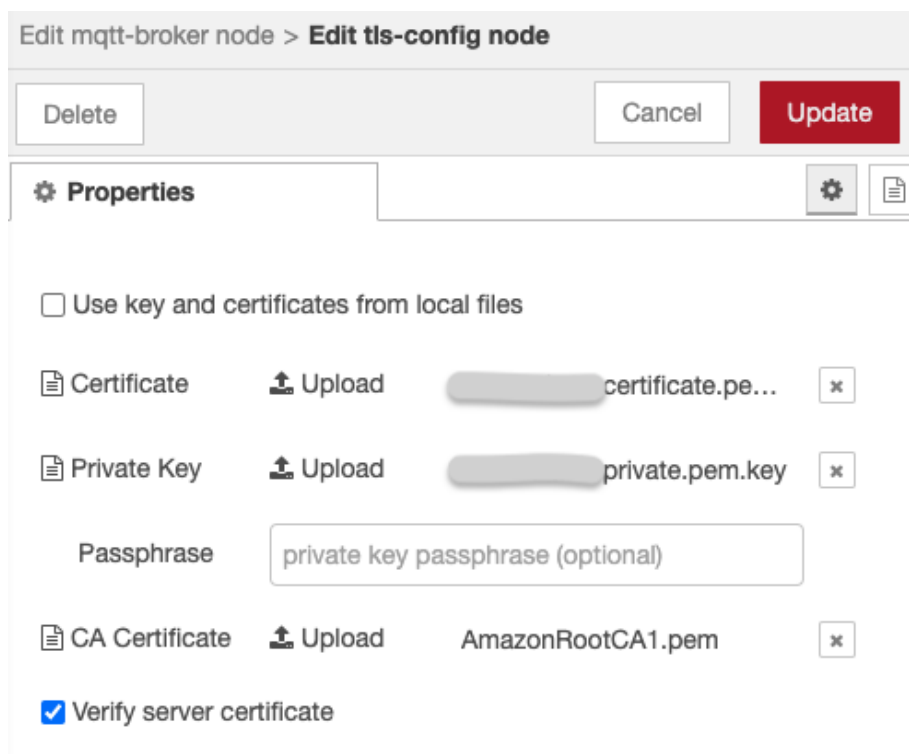 Edit mqtt-broker node > Edit tls-config node
Delete Cancel Update
Properties
Use key and certificates from local files
Certificate Upload certificate.pe...
Private Key Upload private.pem.key
Passphrase private key passphrase (optional)
CA Certificate Upload AmazonRootCA1.pem
Verify server certificate